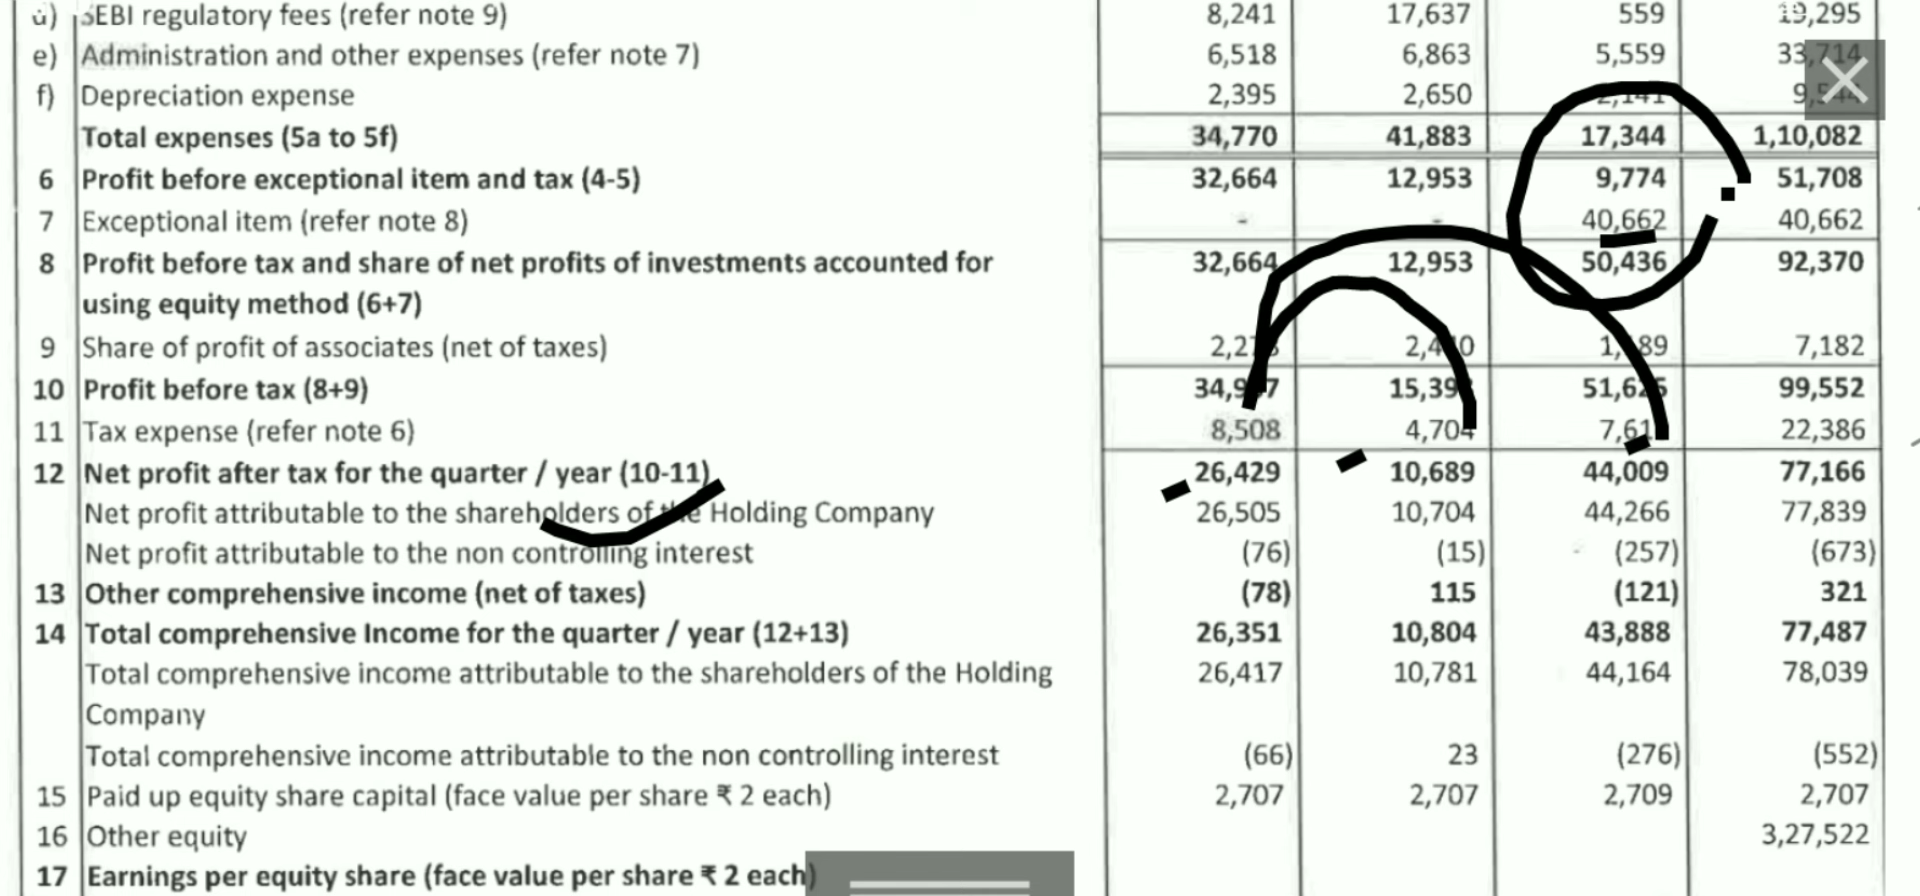 d) SEBI regulatory fees (refer note 9) 8,241 17,637 559 19,295
e) Administration and other expenses (refer note 7) 6,518 6,863 5,559 33,714
f) Depreciation expense 2,395 2,650 2,141
Total expenses (5a to 5f) 34,770 41,883 17,344 1,10,082
6 Profit before exceptional item and tax (4-5) 32,664 12,953 9,774 51,708
7 Exceptional item (refer note 8) - - 40,662 40,662
8 Profit before tax and share of net profits of investments accounted for 32,664 12,953 50,436 92,370
using equity method (6+7)
9 Share of profit of associates (net of taxes) 7,182
10 Profit before tax (8+9) 99,552
11 Tax expense (refer note 6) 8,508 4,704 22,386
12 Net profit after tax for the quarter / year (10-11) 26,429 10,689 44,009 77,166
Net profit attributable to the shareholders of the Holding Company 26,505 10,704 44,266 77,839
Net profit attributable to the non controlling interest (76) (15) (257) (673)
13 Other comprehensive income (net of taxes) (78) 115 (121) 321
14 Total comprehensive Income for the quarter / year (12+13) 26,351 10,804 43,888 77,487
Total comprehensive income attributable to the shareholders of the Holding 26,417 10,781 44,164 78,039
Company
Total comprehensive income attributable to the non controlling interest (66) 23 (276) (552)
15 Paid up equity share capital (face value per share ₹ 2 each) 2,707 2,707 2,709 2,707
16 Other equity 3,27,522
17 Earnings per equity share (face value per share ₹ 2 each)